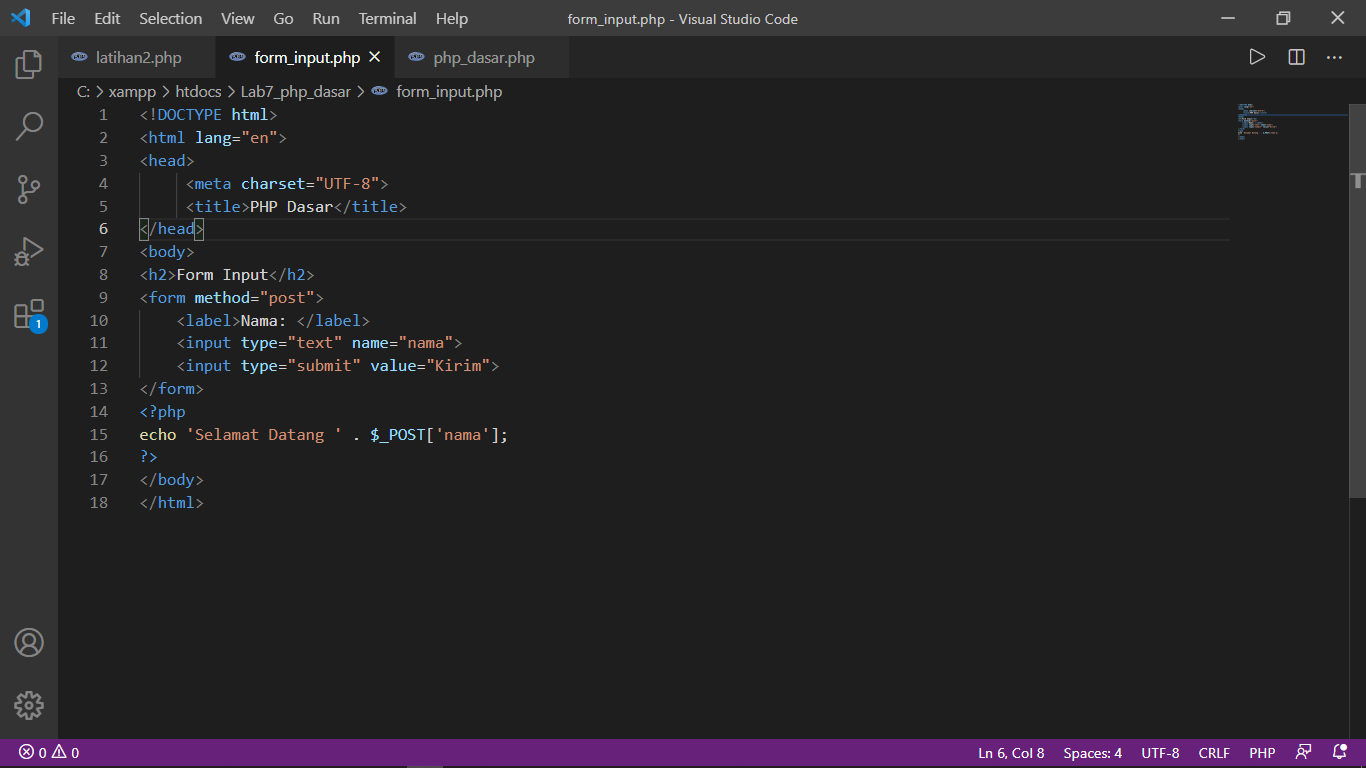 File Edit Selection View Go Run Terminal Help form_input.php - Visual Studio Code
latihan2.php form_input.php php_dasar.php
C: > xampp > htdocs > Lab7_php_dasar > form_input.php
1 <!DOCTYPE html>
2 <html lang="en">
3 <head>
4 <meta charset="UTF-8">
5 <title>PHP Dasar</title>
6 </head>
7 <body>
8 <h2>Form Input</h2>
9 <form method="post">
10 <label>Nama: </label>
11 <input type="text" name="nama">
12 <input type="submit" value="Kirim">
13 </form>
14 <?php
15 echo 'Selamat Datang ' . $_POST['nama'];
16 ?>
17 </body>
18 </html>
1
0 0 Ln 6, Col 8 Spaces: 4 UTF-8 CRLF PHP